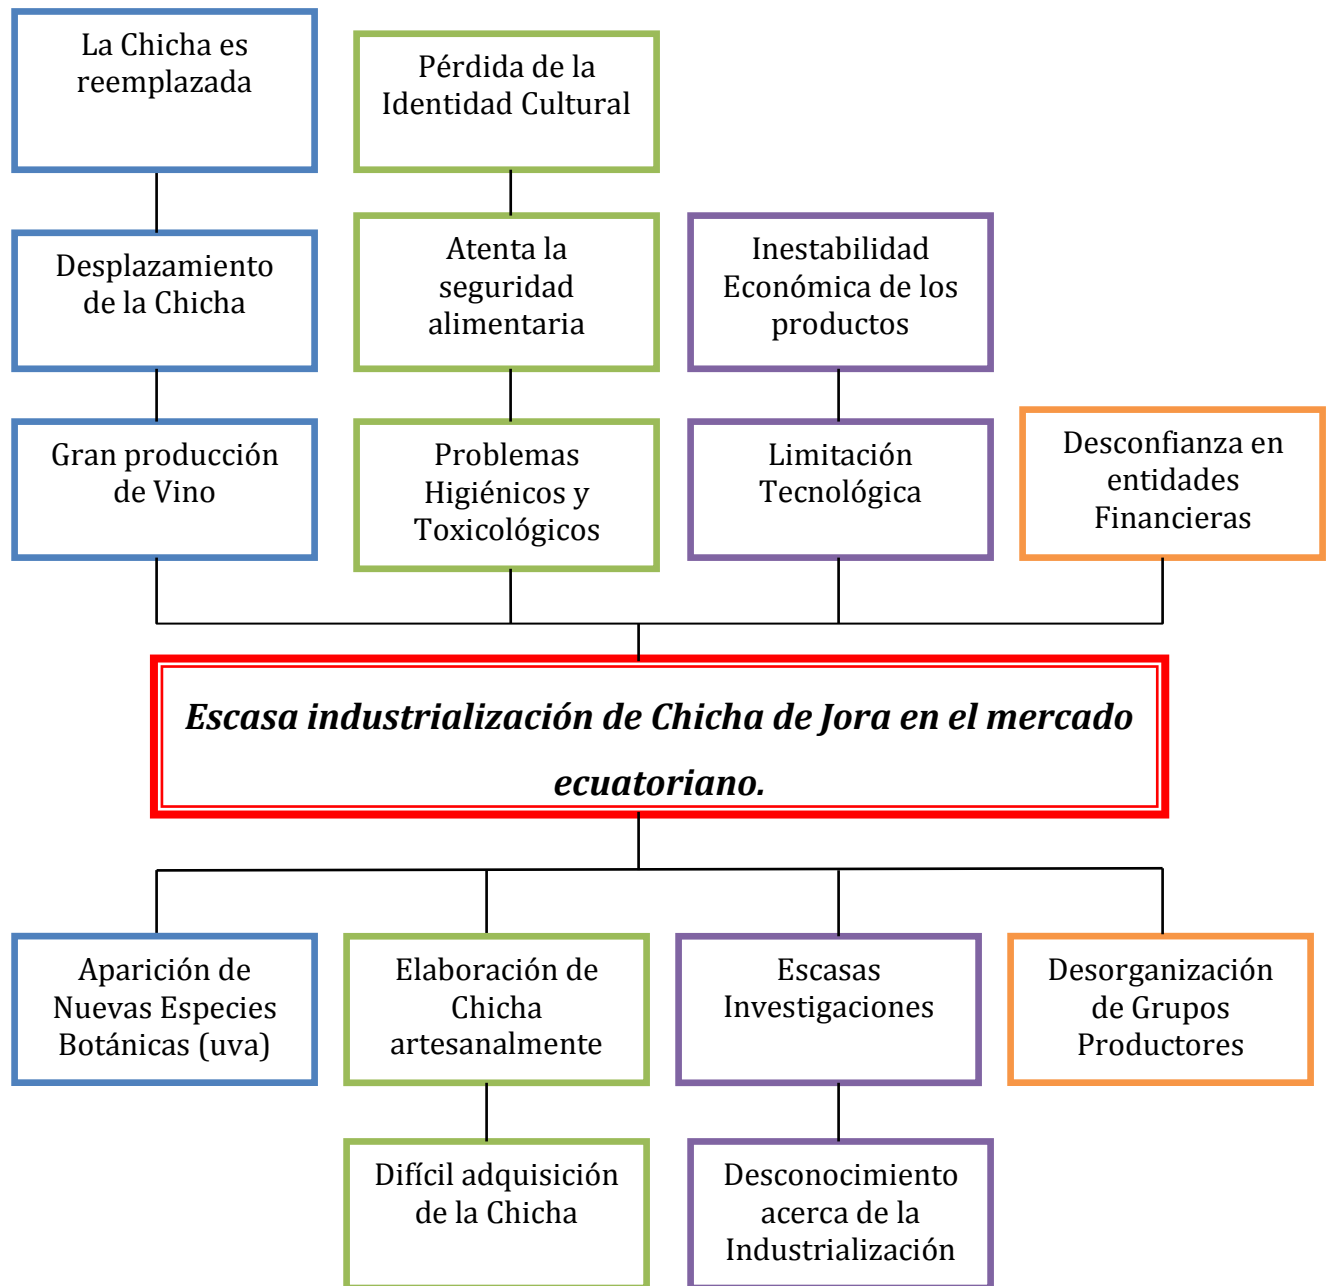 La Chicha es
reemplazada
Pérdida de la
Identidad Cultural
Desplazamiento
de la Chicha
Atenta la
seguridad
alimentaria
Inestabilidad
Económica de los
productos
Gran producción
de Vino
Problemas
Higiénicos y
Toxicológicos
Limitación
Tecnológica
Desconfianza en
entidades
Financieras
Escasa industrialización de Chicha de Jora en el mercado
ecuatoriano.
Aparición de
Nuevas Especies
Botánicas (uva)
Elaboración de
Chicha
artesanalmente
Escasas
Investigaciones
Desorganización
de Grupos
Productores
Difícil adquisición
de la Chicha
Desconocimiento
acerca de la
Industrialización